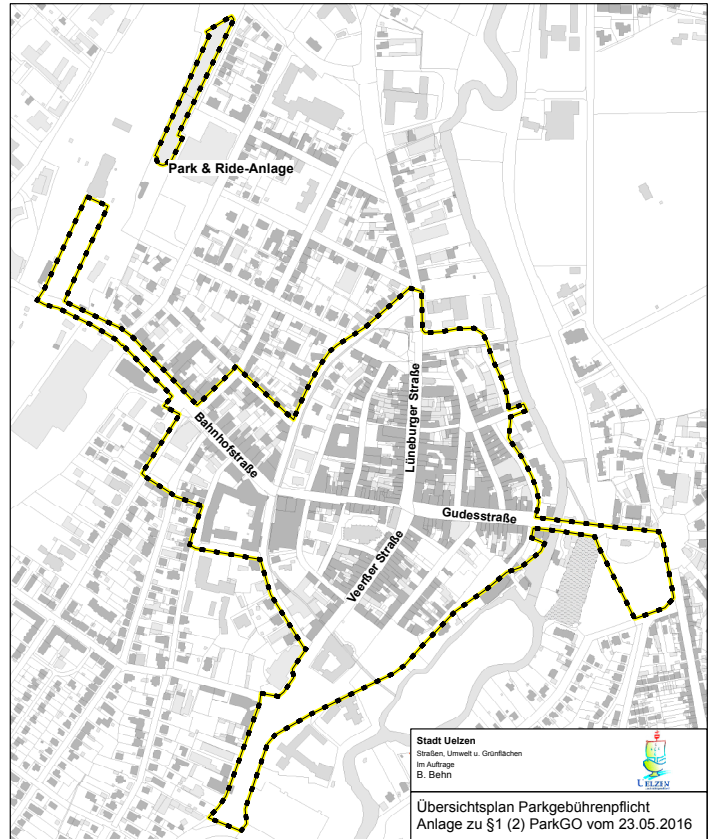 Park & Ride-Anlage
Lüneburger Straße
Bahnhofstraße
Gudesstraße
Veerßer Straße
Stadt Uelzen
Straßen, Umwelt u. Grünflächen
Im Auftrage
B. Behn
UELZEN
Übersichtsplan Parkgebührenpflicht
Anlage zu §1 (2) ParkGO vom 23.05.2016